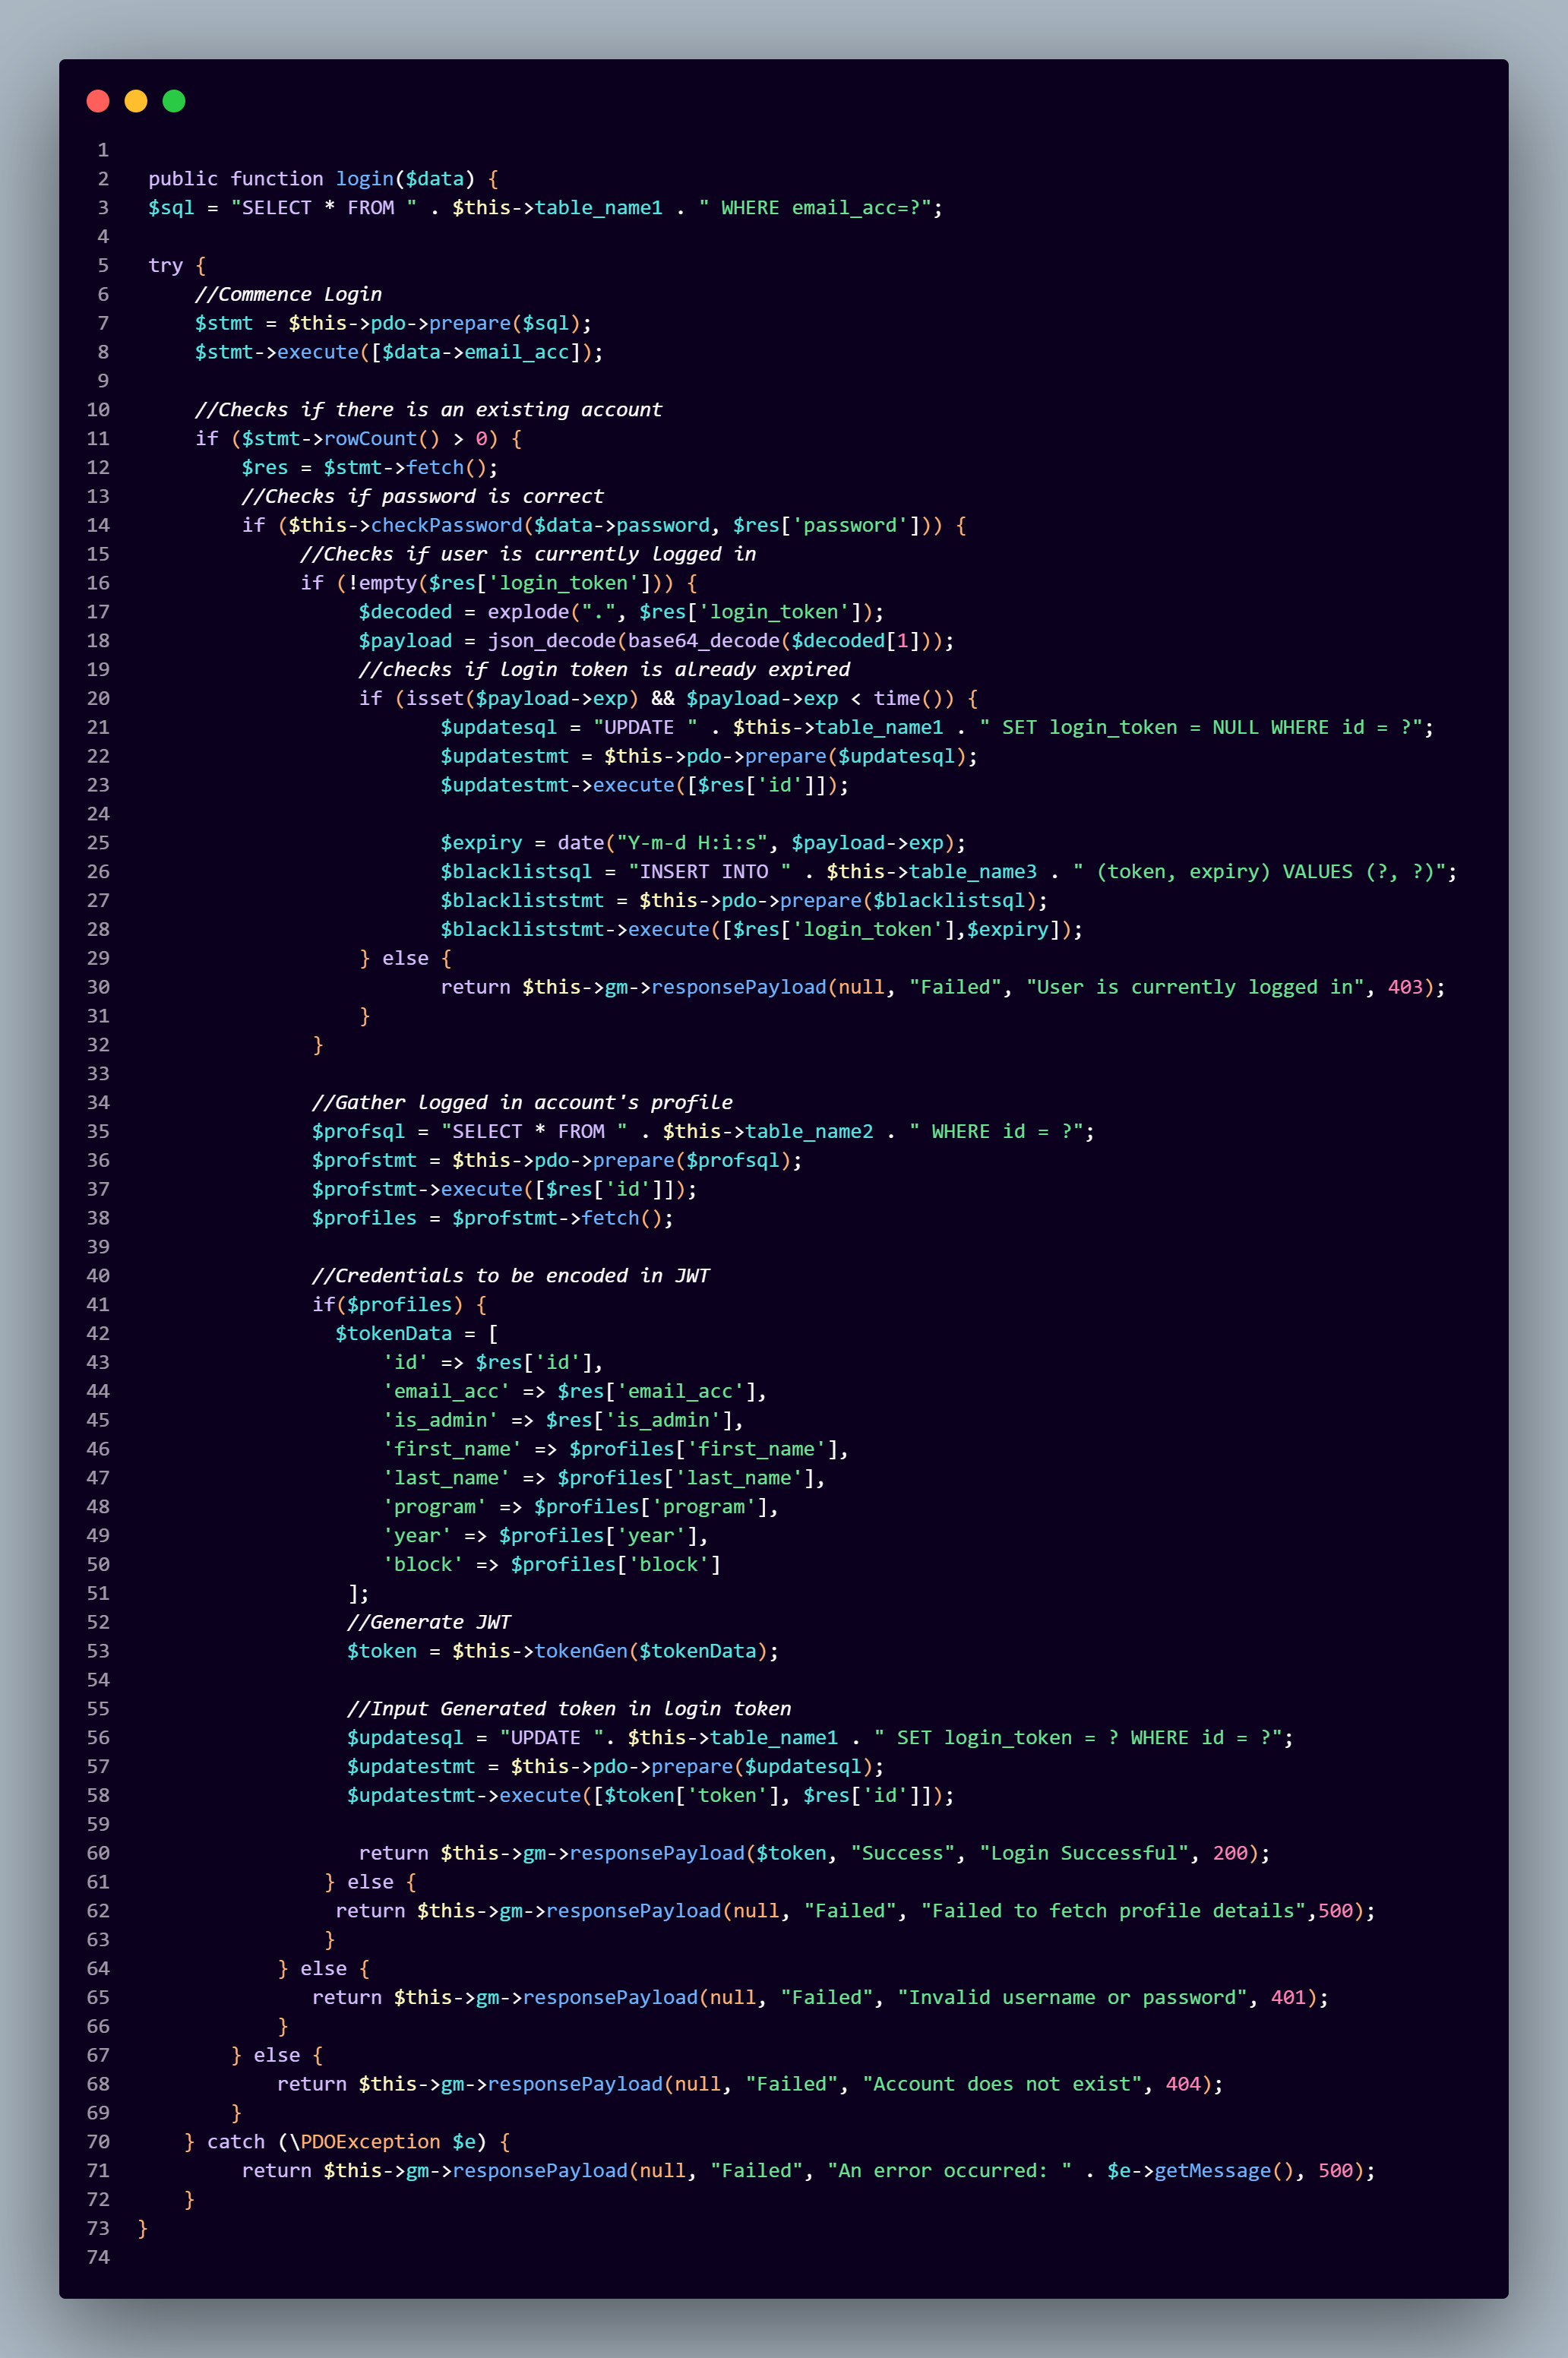 1
2 public function login($data) {
3 $sql = "SELECT * FROM " . $this->table_name1 . " WHERE email_acc=?";
4
5 try {
6 //Commence Login
7 $stmt = $this->pdo->prepare($sql);
8 $stmt->execute([$data->email_acc]);
9
10 //Checks if there is an existing account
11 if ($stmt->rowCount() > 0) {
12 $res = $stmt->fetch();
13 //Checks if password is correct
14 if ($this->checkPassword($data->password, $res['password'])) {
15 //Checks if user is currently logged in
16 if (!empty($res['login_token'])) {
17 $decoded = explode(".", $res['login_token']);
18 $payload = json_decode(base64_decode($decoded[1]));
19 //checks if login token is already expired
20 if (isset($payload->exp) && $payload->exp < time()) {
21 $updatesql = "UPDATE " . $this->table_name1 . " SET login_token = NULL WHERE id = ?";
22 $updatestmt = $this->pdo->prepare($updatesql);
23 $updatestmt->execute([$res['id']]);
24
25 $expiry = date("Y-m-d H:i:s", $payload->exp);
26 $blacklistsql = "INSERT INTO " . $this->table_name3 . " (token, expiry) VALUES (?, ?)";
27 $blackliststmt = $this->pdo->prepare($blacklistsql);
28 $blackliststmt->execute([$res['login_token'],$expiry]);
29 } else {
30 return $this->gm->responsePayload(null, "Failed", "User is currently logged in", 403);
31 }
32 }
33
34 //Gather logged in account's profile
35 $profsql = "SELECT * FROM " . $this->table_name2 . " WHERE id = ?";
36 $profstmt = $this->pdo->prepare($profsql);
37 $profstmt->execute([$res['id']]);
38 $profiles = $profstmt->fetch();
39
40 //Credentials to be encoded in JWT
41 if($profiles) {
42 $tokenData = [
43 'id' => $res['id'],
44 'email_acc' => $res['email_acc'],
45 'is_admin' => $res['is_admin'],
46 'first_name' => $profiles['first_name'],
47 'last_name' => $profiles['last_name'],
48 'program' => $profiles['program'],
49 'year' => $profiles['year'],
50 'block' => $profiles['block']
51 ];
52 //Generate JWT
53 $token = $this->tokenGen($tokenData);
54
55 //Input Generated token in login token
56 $updatesql = "UPDATE ". $this->table_name1 . " SET login_token = ? WHERE id = ?";
57 $updatestmt = $this->pdo->prepare($updatesql);
58 $updatestmt->execute([$token['token'], $res['id']]);
59
60 return $this->gm->responsePayload($token, "Success", "Login Successful", 200);
61 } else {
62 return $this->gm->responsePayload(null, "Failed", "Failed to fetch profile details",500);
63 }
64 } else {
65 return $this->gm->responsePayload(null, "Failed", "Invalid username or password", 401);
66 }
67 } else {
68 return $this->gm->responsePayload(null, "Failed", "Account does not exist", 404);
69 }
70 } catch (\PDOException $e) {
71 return $this->gm->responsePayload(null, "Failed", "An error occurred: " . $e->getMessage(), 500);
72 }
73 }
74